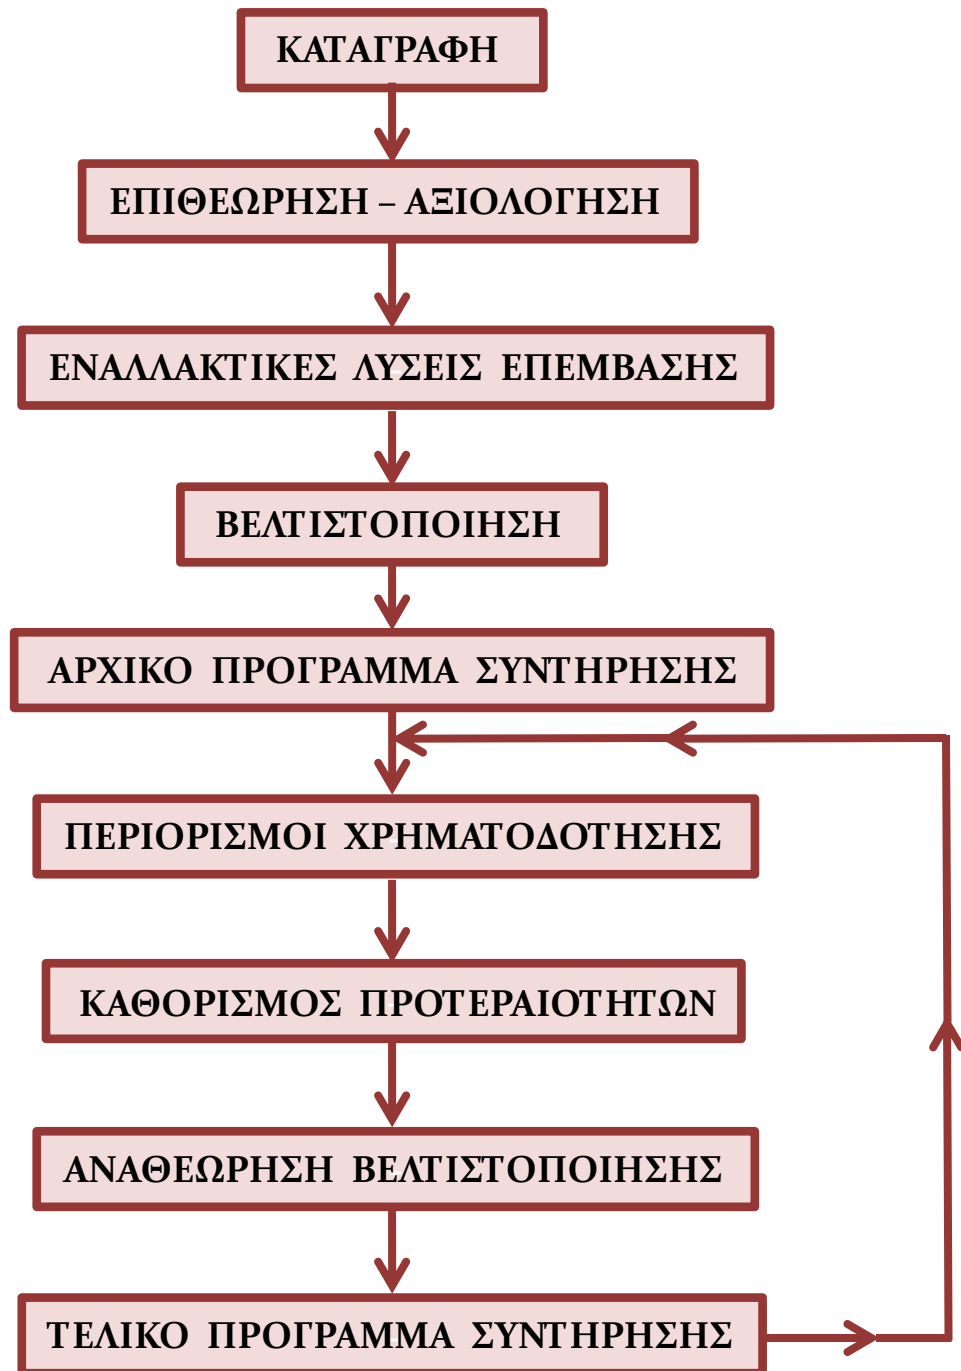 ΚΑΤΑΓΡΑΦΗ
ΕΠΙΘΕΩΡΗΣΗ – ΑΞΙΟΛΟΓΗΣΗ
ΕΝΑΛΛΑΚΤΙΚΕΣ ΛΥΣΕΙΣ ΕΠΕΜΒΑΣΗΣ
ΒΕΛΤΙΣΤΟΠΟΙΗΣΗ
ΑΡΧΙΚΟ ΠΡΟΓΡΑΜΜΑ ΣΥΝΤΗΡΗΣΗΣ
ΠΕΡΙΟΡΙΣΜΟΙ ΧΡΗΜΑΤΟΔΟΤΗΣΗΣ
ΚΑΘΟΡΙΣΜΟΣ ΠΡΟΤΕΡΑΙΟΤΗΤΩΝ
ΑΝΑΘΕΩΡΗΣΗ ΒΕΛΤΙΣΤΟΠΟΙΗΣΗΣ
ΤΕΛΙΚΟ ΠΡΟΓΡΑΜΜΑ ΣΥΝΤΗΡΗΣΗΣ